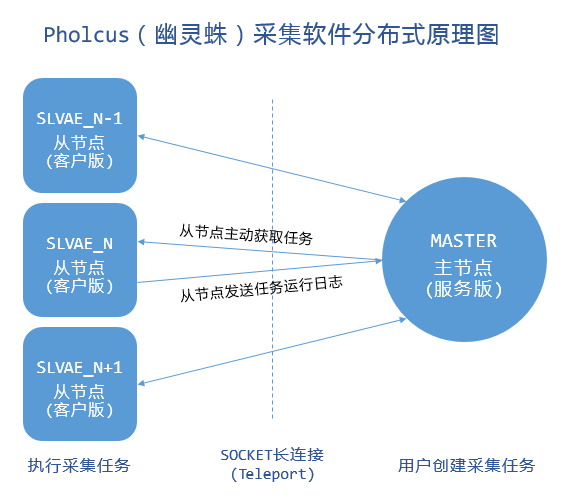 Pholcus（幽灵蛛）采集软件分布式原理图
SLVAE_N-1
从节点
(客户版)
SLVAE_N
从节点
(客户版)
SLVAE_N+1
从节点
(客户版)
从节点主动获取任务
从节点发送任务运行日志
MASTER
主节点
(服务版)
执行采集任务
SOCKET长连接
(Teleport)
用户创建采集任务